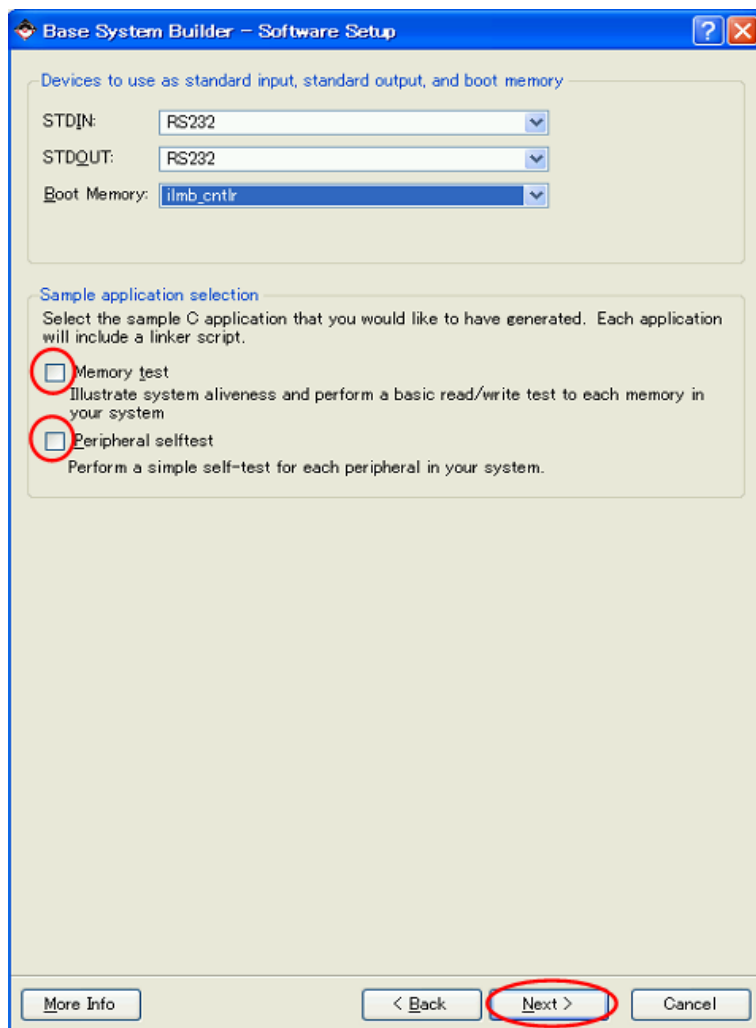 Base System Builder - Software Setup
Devices to use as standard input, standard output, and boot memory
STDIN: RS232
STDOUT: RS232
Boot Memory: ilmb_cntlr
Sample application selection
Select the sample C application that you would like to have generated. Each application
will include a linker script.
Memory test
Illustrate system aliveness and perform a basic read/write test to each memory in
your system
Peripheral selftest
Perform a simple self-test for each peripheral in your system.
More Info < Back Next > Cancel